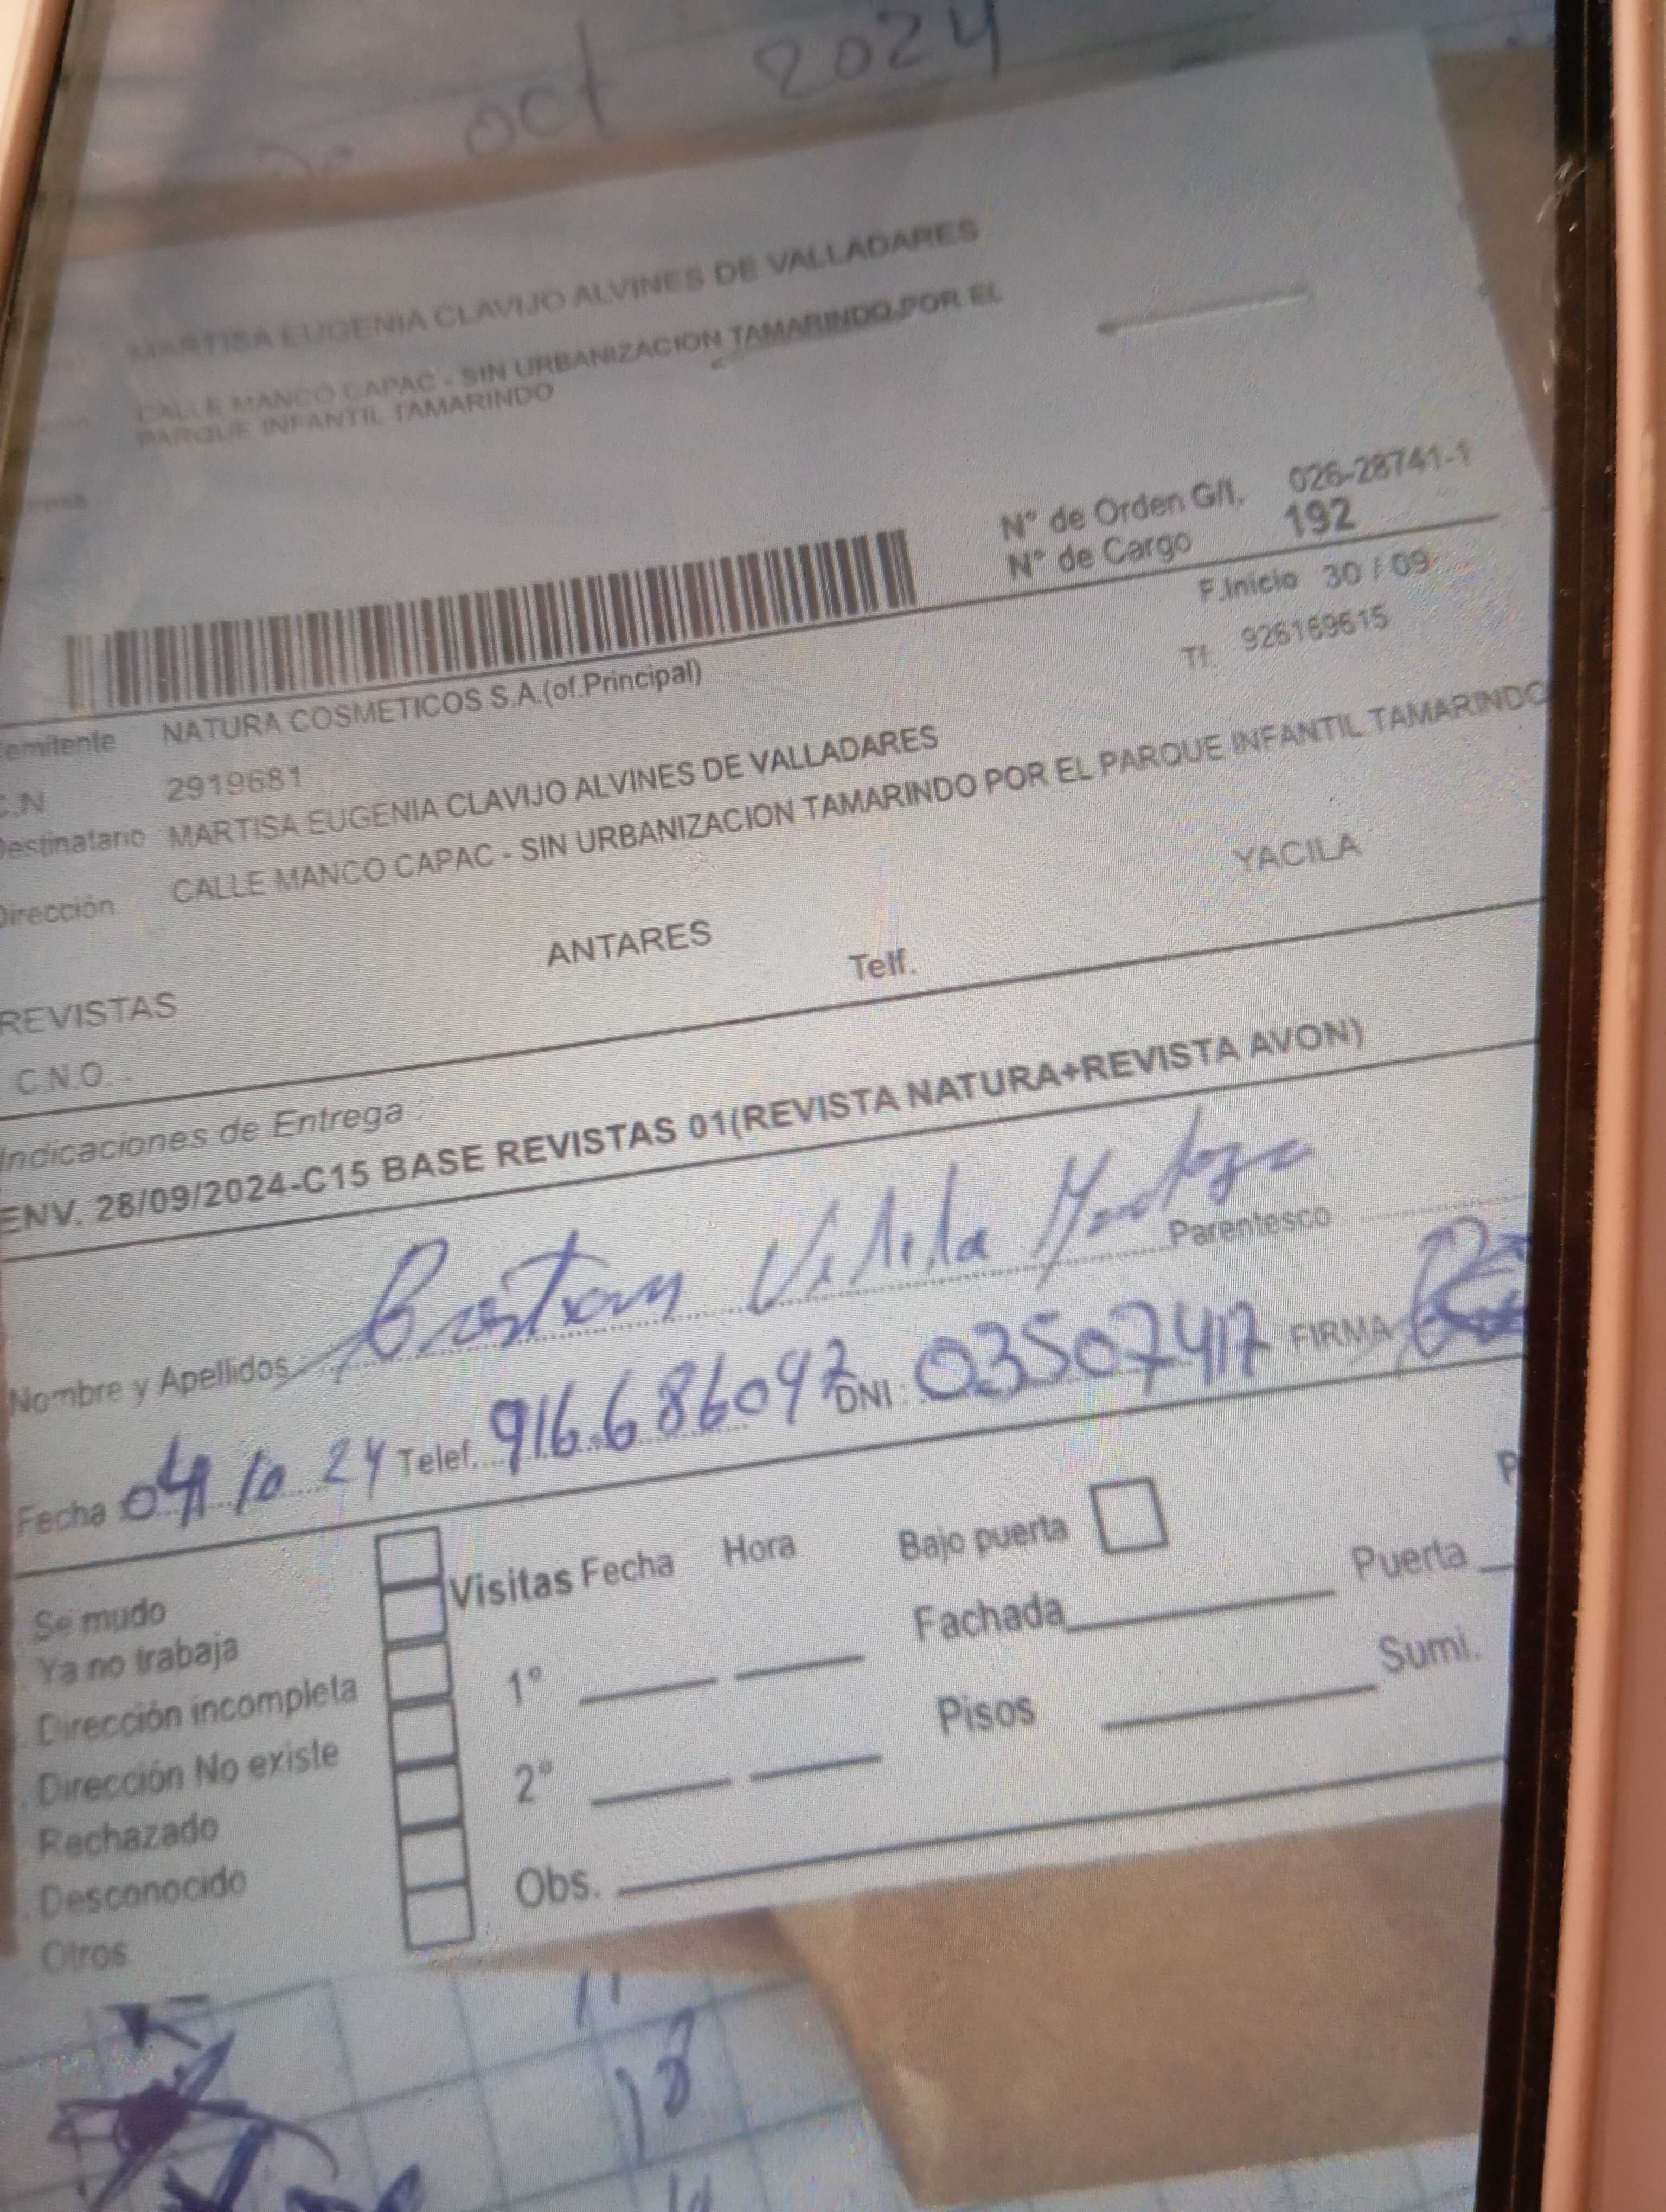 oct 2024
MARTISA EUGENIA CLAVIJO ALVINES DE VALLADARES
CALLE MANCO CAPAC - SIN URBANIZACION TAMARINDO POR EL
PARQUE INFANTIL TAMARINDO
N° de Orden G/I. 026-28741-1
N° de Cargo 192
F.Inicio 30 / 09
Tf. 926169615
emitente NATURA COSMETICOS S.A.(of.Principal)
C.N 2919681
Destinatario MARTISA EUGENIA CLAVIJO ALVINES DE VALLADARES
Dirección CALLE MANCO CAPAC - SIN URBANIZACION TAMARINDO POR EL PARQUE INFANTIL TAMARINDO
YACILA
REVISTAS ANTARES
C.N.O. Telf.
Indicaciones de Entrega :
ENV. 28/09/2024-C15 BASE REVISTAS 01(REVISTA NATURA+REVISTA AVON)
Nombre y Apellidos Parentesco
Fecha 04 10 24 Telef. DNI : 03507417 FIRMA
Se mudo Visitas Fecha Hora Bajo puerta
Ya no trabaja Fachada Puerta
Dirección incompleta 1°
Dirección No existe Pisos Sumi.
Rechazado 2°
Desconocido
Otros Obs.
18